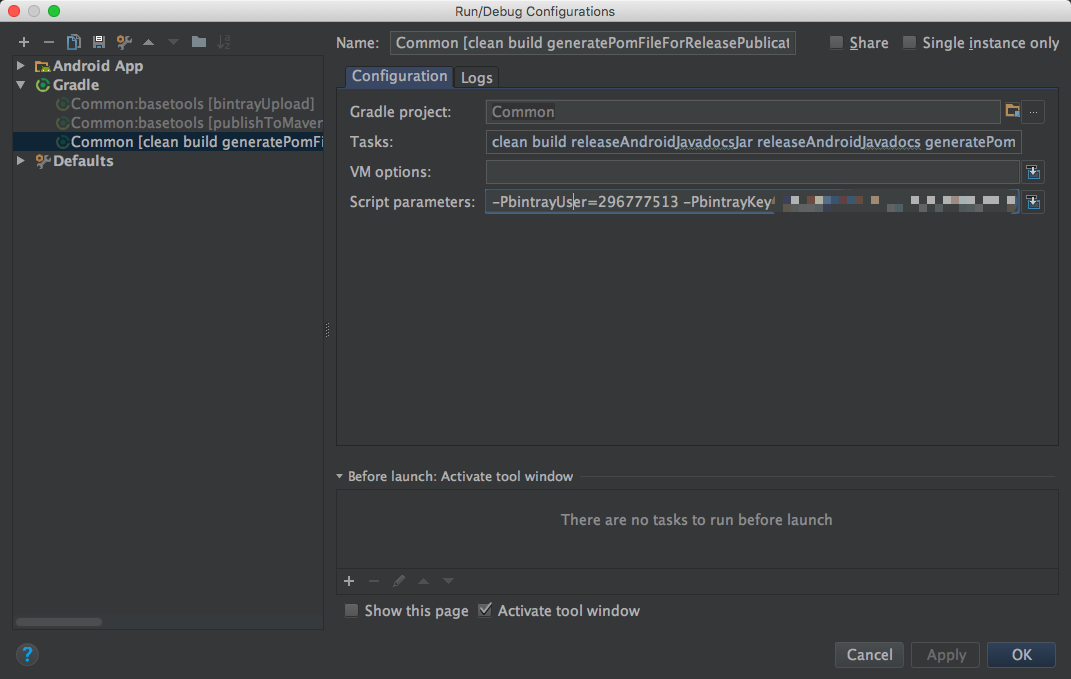 Run/Debug Configurations
Name: Common [clean build generatePomFileForReleasePublicat
Share
Single instance only
Android App
Gradle
Common:basetools [bintrayUpload]
Common:basetools [publishToMaven
Common [clean build generatePomFi
Defaults
Configuration
Logs
Gradle project: Common ...
Tasks: clean build releaseAndroidJavadocsJar releaseAndroidJavadocs generatePom
VM options:
Script parameters: -PbintrayUser=296777513 -PbintrayKey
Before launch: Activate tool window
There are no tasks to run before launch
Show this page
Activate tool window
?
Cancel
Apply
OK